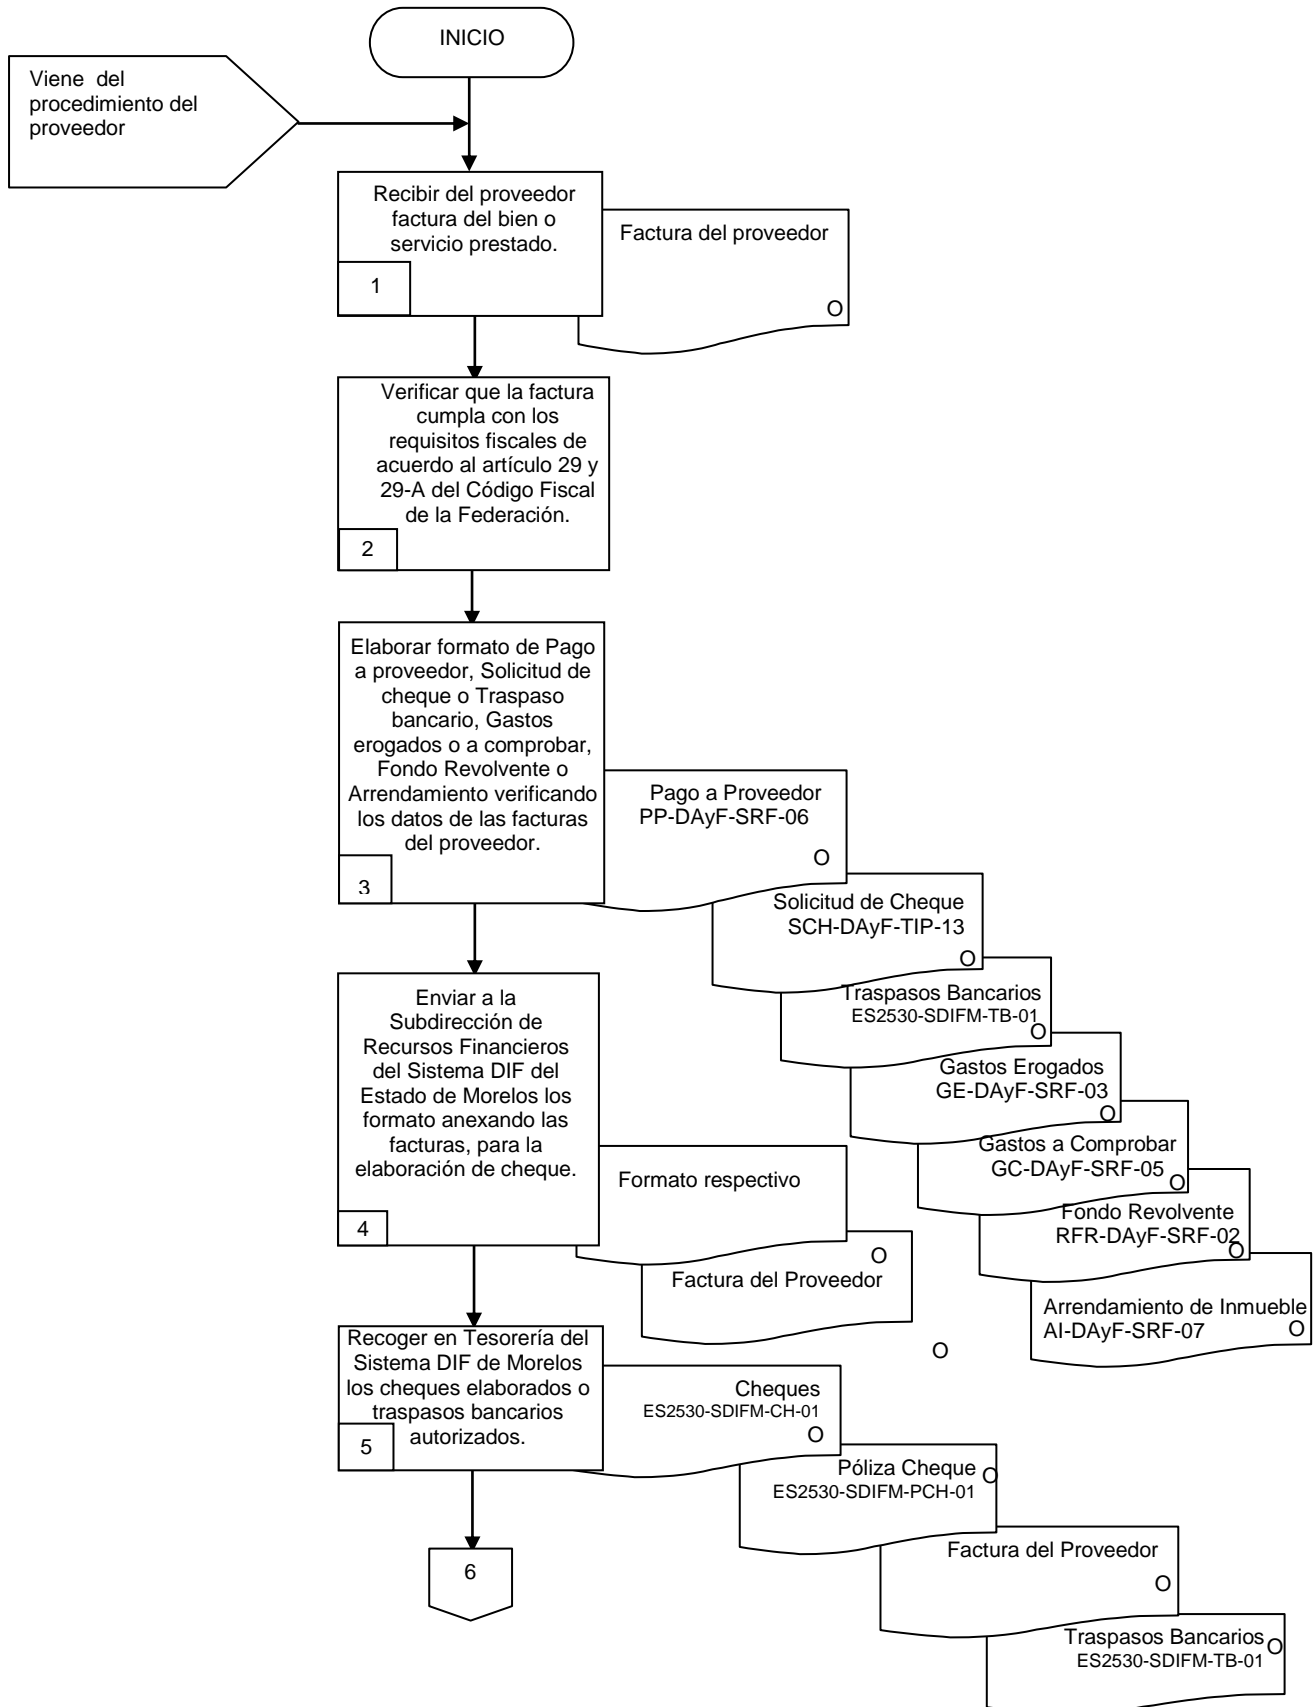 INICIO
Viene del
procedimiento del
proveedor
Recibir del proveedor
factura del bien o
servicio prestado.
1
Factura del proveedor
O
Verificar que la factura
cumpla con los
requisitos fiscales de
acuerdo al artículo 29 y
29-A del Código Fiscal
de la Federación.
2
Elaborar formato de Pago
a proveedor, Solicitud de
cheque o Traspaso
bancario, Gastos
erogados o a comprobar,
Fondo Revolvente o
Arrendamiento verificando
los datos de las facturas
del proveedor.
3
Pago a Proveedor
PP-DAyF-SRF-06
O
Solicitud de Cheque
SCH-DAyF-TIP-13
O
Traspasos Bancarios
ES2530-SDIFM-TB-01
O
Gastos Erogados
GE-DAyF-SRF-03
O
Gastos a Comprobar
GC-DAyF-SRF-05
O
Fondo Revolvente
RFR-DAyF-SRF-02
O
Arrendamiento de Inmueble
AI-DAyF-SRF-07
O
Enviar a la
Subdirección de
Recursos Financieros
del Sistema DIF del
Estado de Morelos los
formato anexando las
facturas, para la
elaboración de cheque.
4
Formato respectivo
O
Factura del Proveedor
O
Recoger en Tesorería del
Sistema DIF de Morelos
los cheques elaborados o
traspasos bancarios
autorizados.
5
Cheques
ES2530-SDIFM-CH-01
O
Póliza Cheque
O
ES2530-SDIFM-PCH-01
Factura del Proveedor
O
Traspasos Bancarios
O
ES2530-SDIFM-TB-01
6